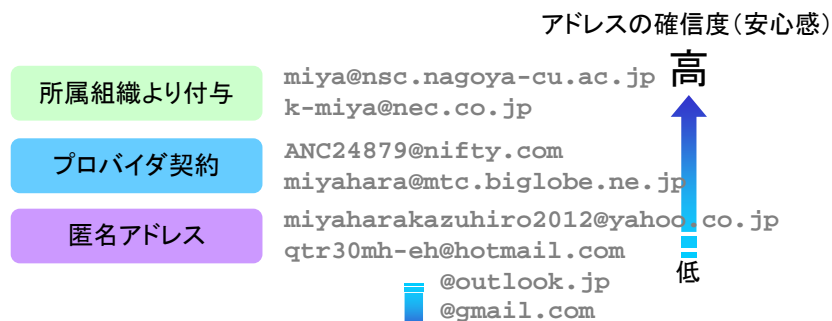 アドレスの確信度(安心感)
高
所属組織より付与
miya@nsc.nagoya-cu.ac.jp
k-miya@nec.co.jp
プロバイダ契約
ANC24879@nifty.com
miyahara@mtc.biglobe.ne.jp
匿名アドレス
miyaharakazuhiro2012@yahoo.co.jp
qtr30mh-eh@hotmail.com
低
@outlook.jp
@gmail.com